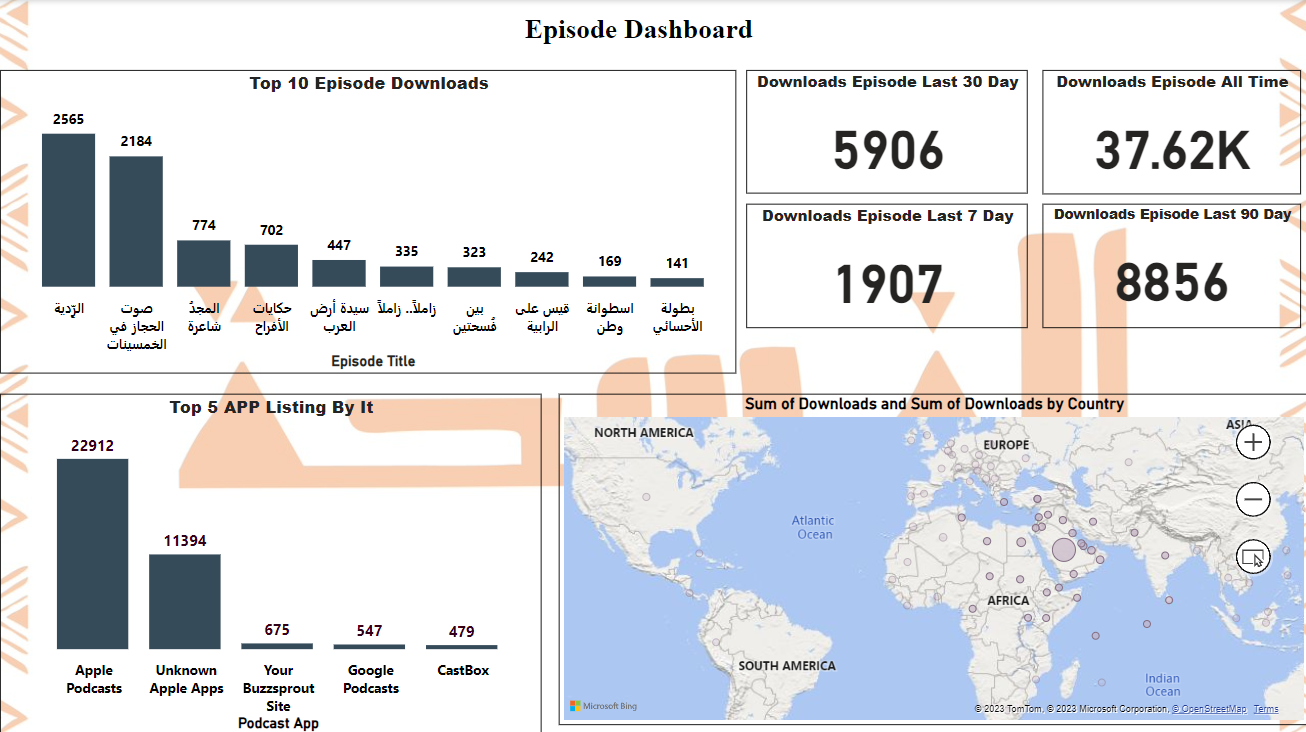 Episode Dashboard
Top 10 Episode Downloads
2565
2184
774
702
447
335
323
242
169
141
الرّدية
صوت
الحجاز في
الخمسينات
المجدُ
شاعرة
حكايات
الأفراح
سيدة أرض
العرب
زاملاً.. زاملاً
بين
فُسحتين
قيس على
الرابية
اسطوانة
وطن
بطولة
الأحسائي
Episode Title
Downloads Episode Last 30 Day
5906
Downloads Episode All Time
37.62K
Downloads Episode Last 7 Day
1907
Downloads Episode Last 90 Day
8856
Top 5 APP Listing By It
22912
11394
675
547
479
Apple
Podcasts
Unknown
Apple Apps
Your
Buzzsprout
Site
Google
Podcasts
CastBox
Podcast App
Sum of Downloads and Sum of Downloads by Country
NORTH AMERICA
EUROPE
ASIA
Atlantic
Ocean
AFRICA
SOUTH AMERICA
Indian
Ocean
Microsoft Bing
© 2023 TomTom, © 2023 Microsoft Corporation, © OpenStreetMap Terms